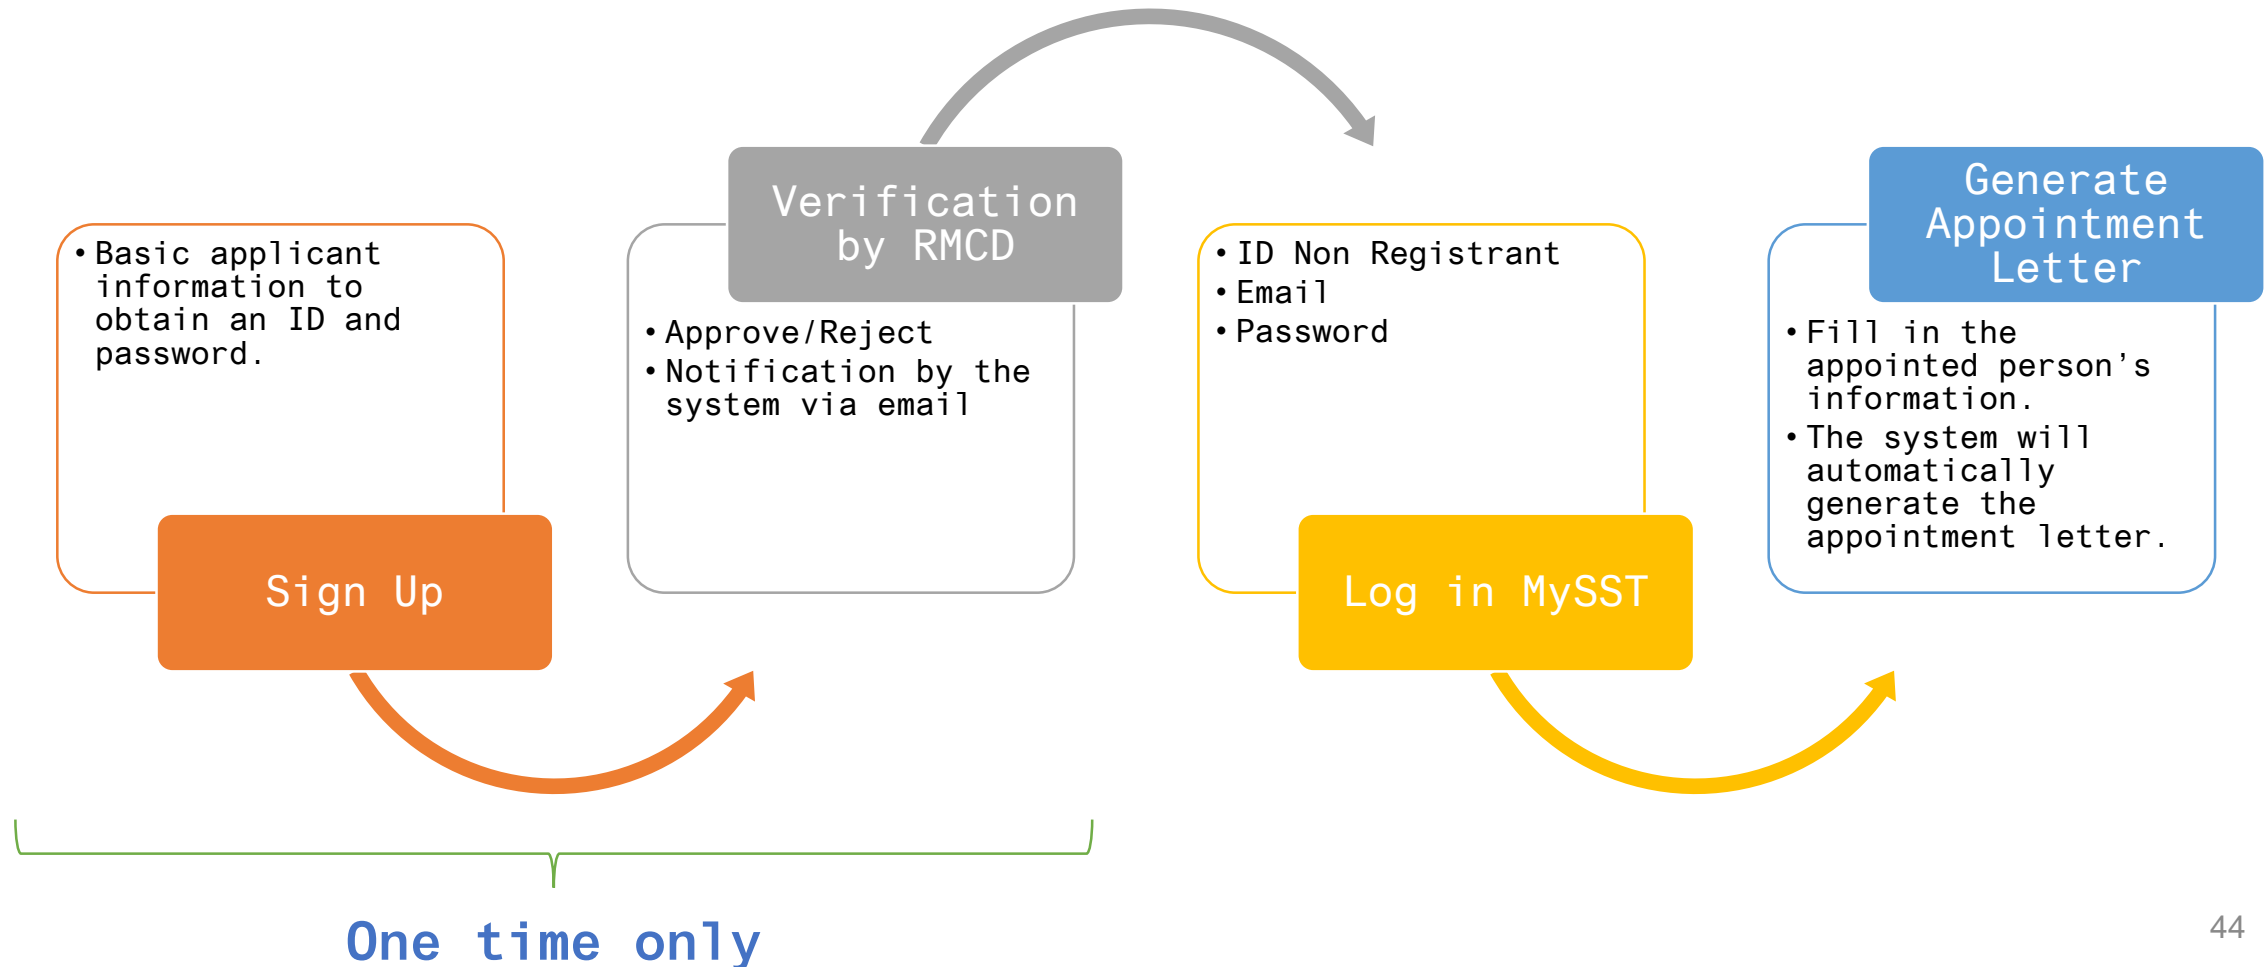 • Basic applicant
information to
obtain an ID and
password.
Sign Up
Verification
by RMCD
• Approve/Reject
• Notification by the
system via email
• ID Non Registrant
• Email
• Password
Log in MySST
Generate
Appointment
Letter
• Fill in the
appointed person’s
information.
• The system will
automatically
generate the
appointment letter.
One time only
44